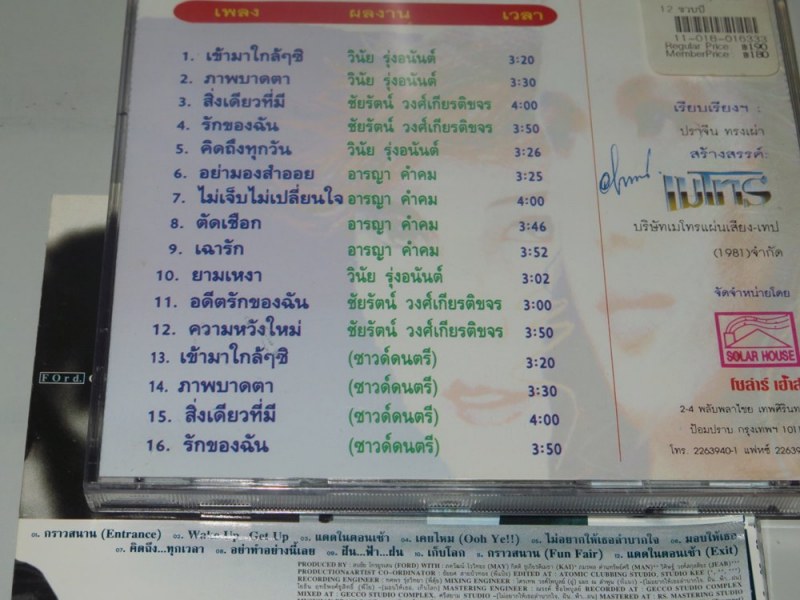 เพลง ผลงาน เวลา
1. เข้ามาใกล้ๆซิ วินัย รุ่งอนันต์ 3:20
2. ภาพบาดตา วินัย รุ่งอนันต์ 3:30
3. สิ่งเดียวที่มี ชัยรัตน์ วงศ์เกียรติขจร 4:00
4. รักของฉัน ชัยรัตน์ วงศ์เกียรติขจร 3:50
5. คิดถึงทุกวัน วินัย รุ่งอนันต์ 3:26
6. อย่ามองสำออย อารญา คำคม 3:25
7. ไม่เจ็บไม่เปลี่ยนใจ อารญา คำคม 4:00
8. ตัดเชือก อารญา คำคม 3:46
9. เฉารัก อารญา คำคม 3:52
10. ยามเหงา วินัย รุ่งอนันต์ 3:02
11. อดีตรักของฉัน ชัยรัตน์ วงศ์เกียรติขจร 3:00
12. ความหวังใหม่ ชัยรัตน์ วงศ์เกียรติขจร 3:50
13. เข้ามาใกล้ๆซิ (ซาวด์ดนตรี) 3:20
14. ภาพบาดตา (ซาวด์ดนตรี) 3:30
15. สิ่งเดียวที่มี (ซาวด์ดนตรี) 4:00
16. รักของฉัน (ซาวด์ดนตรี) 3:50
12 ขวบปี
11-018-016333
Regular Price: ฿190
MemberPrice: ฿180
เรียบเรียงฯ :
ปราจีน ทรงเผ่า
สร้างสรรค์:
เมโทร
บริษัทเมโทรแผ่นเสียง-เทป
(1981)จำกัด
จัดจำหน่ายโดย
SOLAR HOUSE
โซล่าร์ เฮ้าส์
2-4 พลับพลาไชย เทพศิรินทร์
ป้อมปราบ กรุงเทพฯ 101
โทร. 2263940-1 แฟหซ์
FOrd.
01. กราวสนาน (Entrance) 02. Wake Up...Get Up 03. แดดในตอนเช้า 04. เคยไหม (Ooh Ye!!) 05. ไม่อยากให้เธอลำบากใจ 06. มอบให้เธอ
07. คิดถึง...ทุกเวลา 08. อย่าทำอย่างนี้เลย 09. ฝัน...ฟ้า...ฝน 10. เก็บโลก 11. กราวสนาน (Fun Fair) 12. แดดในตอนเช้า (Exit)